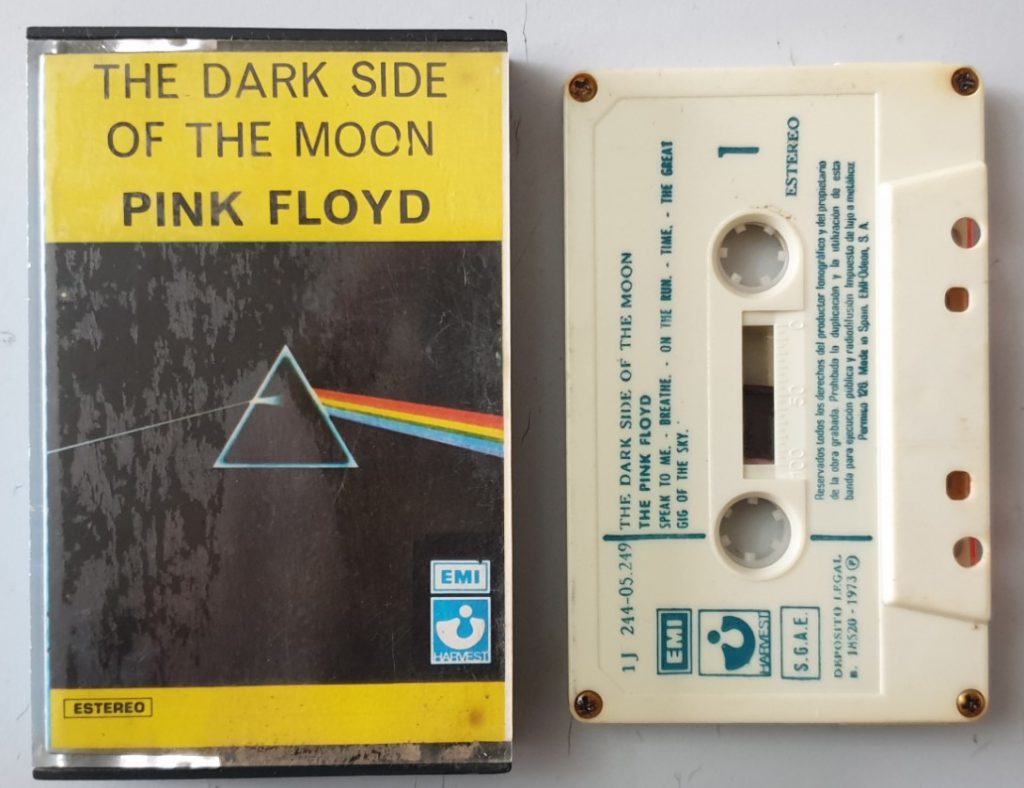 THE DARK SIDE
OF THE MOON
PINK FLOYD
EMI
HARVEST
ESTEREO
1
ESTEREO
1J 244-05.249 THE DARK SIDE OF THE MOON
THE PINK FLOYD
SPEAK TO ME. - BREATHE. - ON THE RUN. - TIME. - THE GREAT
GIG OF THE SKY.
Reservados todos los derechos del productor fonográfico y del propietario
de la obra grabada. Prohibida la duplicación y la utilización de esta
banda para ejecución pública y radiodifusión Impuesto de lujo a metálico
Permiso 126. Made in Spain. EMI-Odeon, S. A.
100 50 0
EMI
HARVEST
S.G.A.E.
DEPOSITO LEGAL
B. 18520-1973 ℗